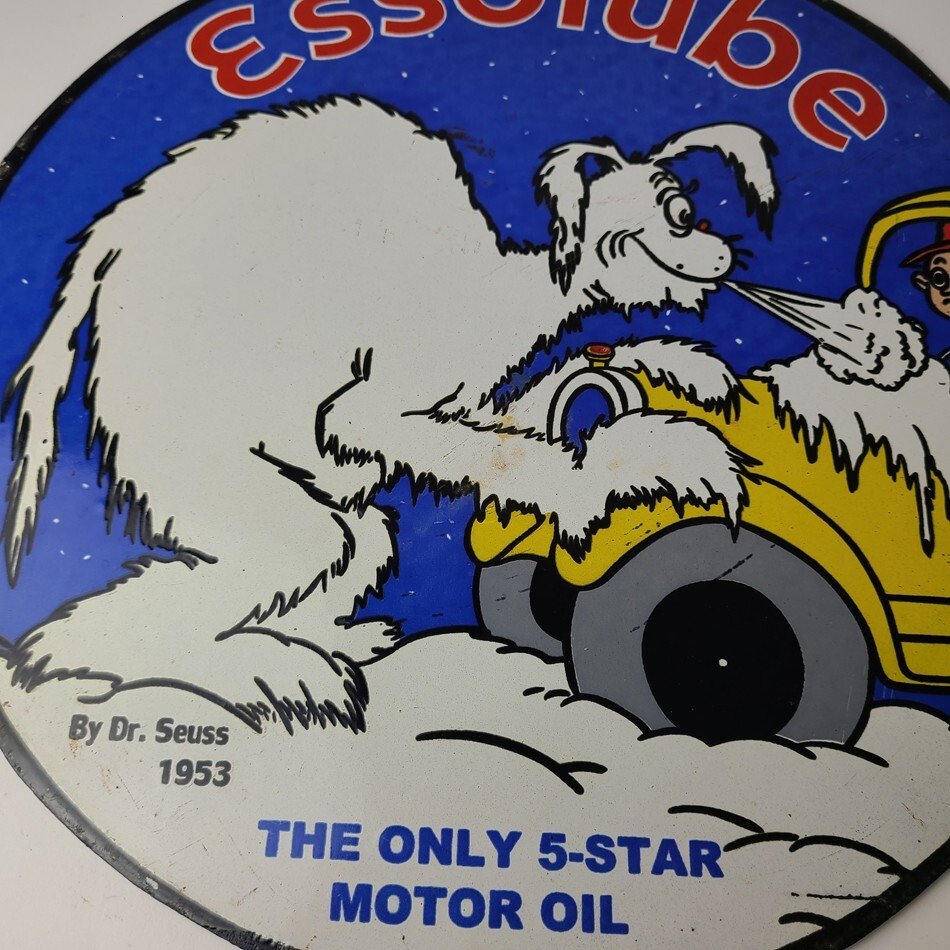 Essolube
By Dr. Seuss
1953
THE ONLY 5-STAR
MOTOR OIL